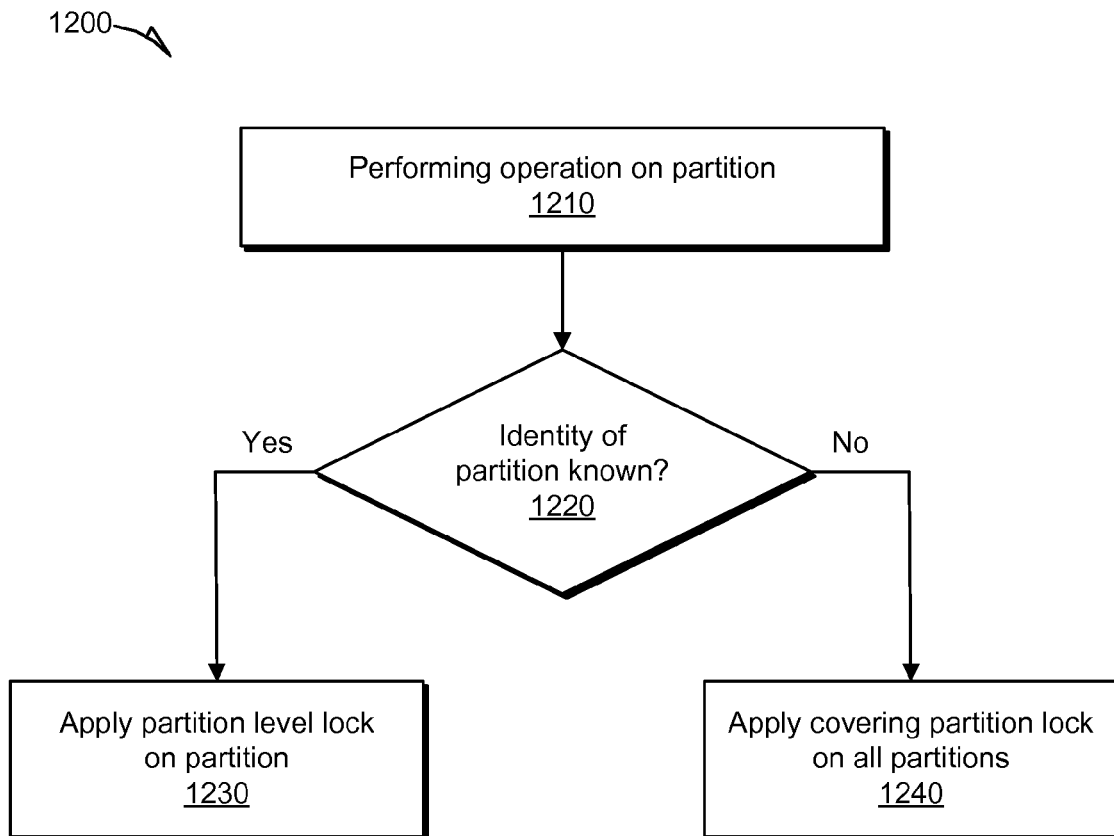 1200
Performing operation on partition
1210
Identity of
partition known?
1220
Yes
No
Apply partition level lock
on partition
1230
Apply covering partition lock
on all partitions
1240